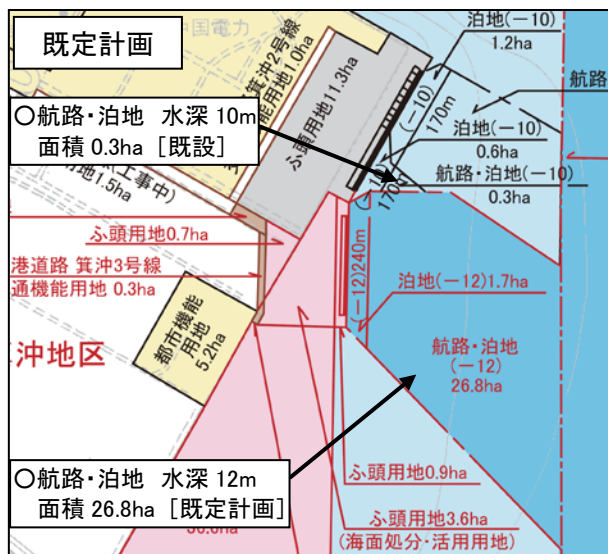 既定計画
中国電力
箕沖2号線
能用地1.0ha
ふ頭用地11.3ha
泊地(-10)
1.2ha
航路
○航路・泊地 水深 10m
面積 0.3ha [既設]
(-10)
170m
泊地(-10)
0.6ha
航路・泊地(-10)
0.3ha
170m
(工事中)
用地1.5ha
ふ頭用地0.7ha
港道路 箕沖3号線
通機能用地 0.3ha
(-12)240m
泊地(-12)1.7ha
都市機能
用地
5.2ha
沖地区
航路・泊地
(-12)
26.8ha
○航路・泊地 水深 12m
面積 26.8ha [既定計画]
ふ頭用地0.9ha
ふ頭用地3.6ha
(海面処分・活用用地)